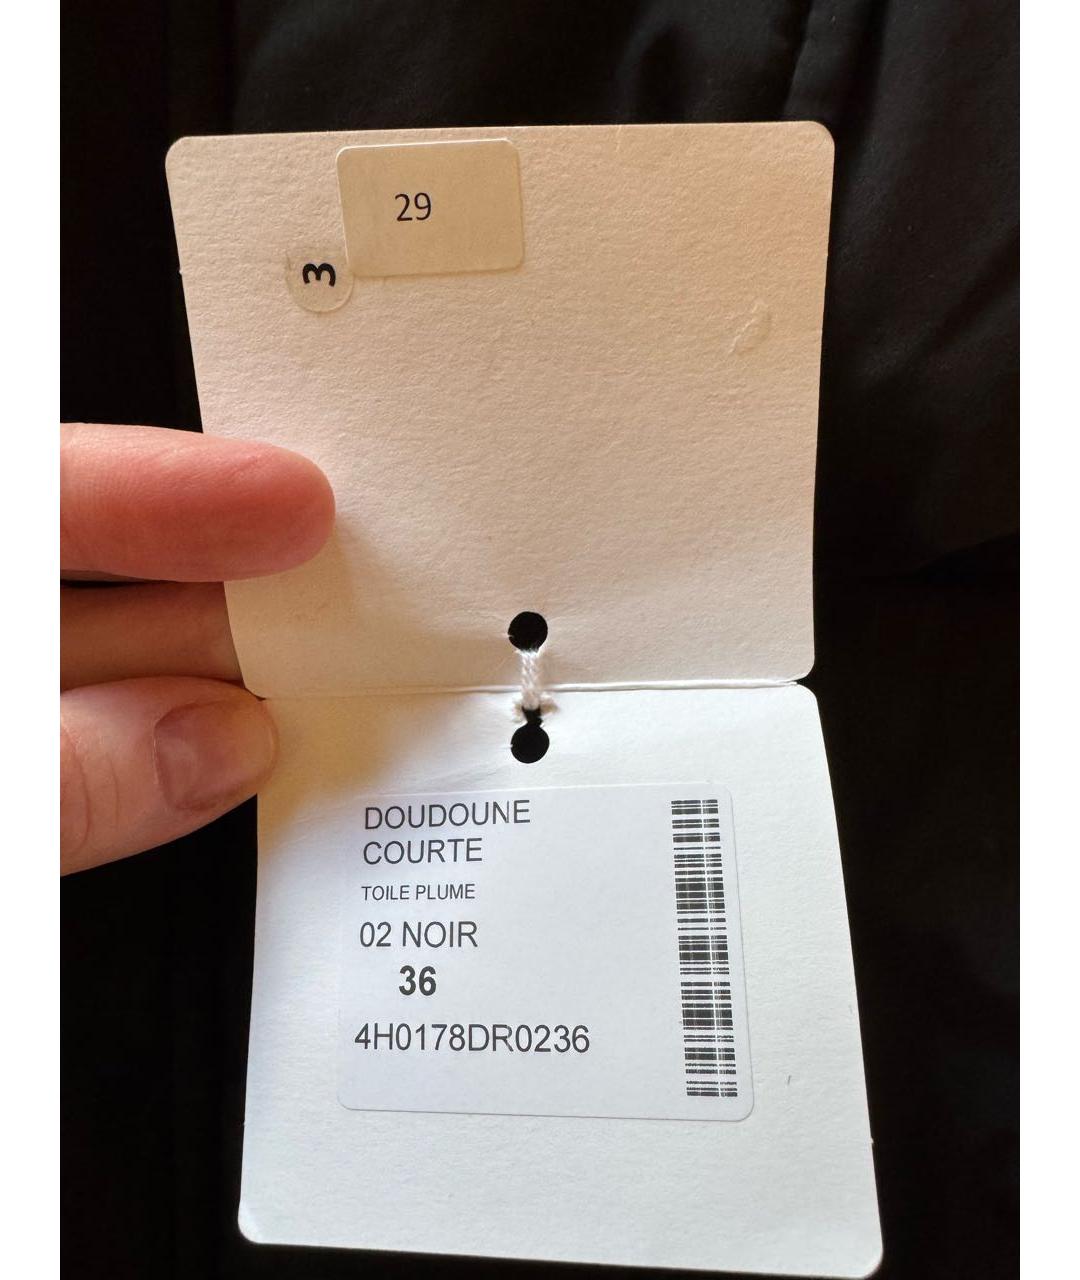 29
3
DOUDOUNE
COURTE
TOILE PLUME
02 NOIR
36
4H0178DR0236